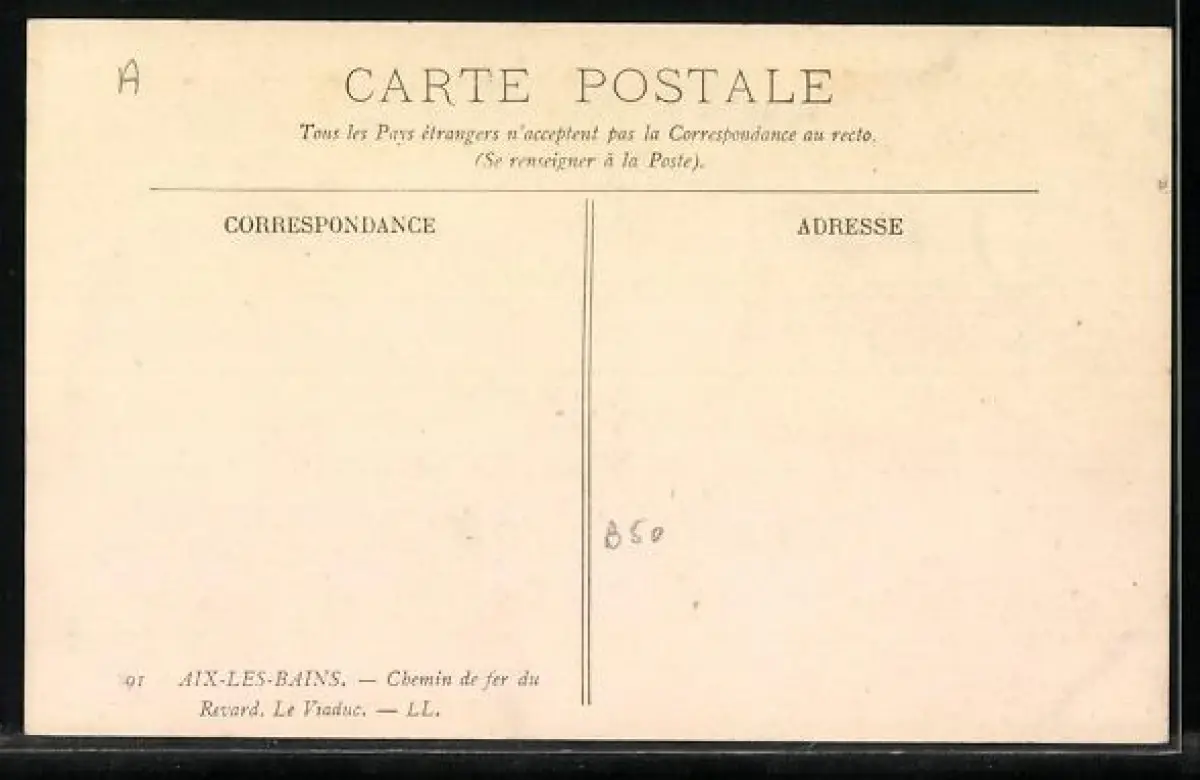 A
CARTE POSTALE
Tous les Pays étrangers n'acceptent pas la Correspondance au recto.
(Se renseigner à la Poste).
CORRESPONDANCE
ADRESSE
B50
91 AIX-LES-BAINS. — Chemin de fer du
Revard. Le Viaduc. — LL.